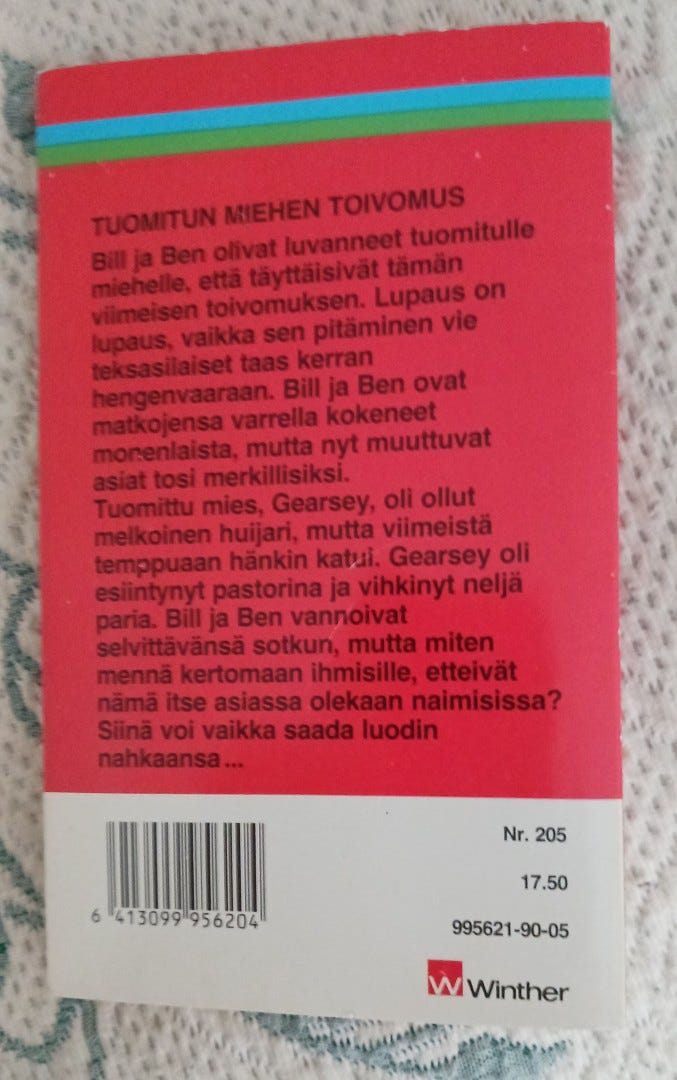 TUOMITUN MIEHEN TOIVOMUS
Bill ja Ben olivat luvanneet tuomitulle
miehelle, että täyttäisivät tämän
viimeisen toivomuksen. Lupaus on
lupaus, vaikka sen pitäminen vie
teksasilaiset taas kerran
hengenvaaraan. Bill ja Ben ovat
matkojensa varrella kokeneet
monenlaista, mutta nyt muuttuvat
asiat tosi merkillisiksi.
Tuomittu mies, Gearsey, oli ollut
melkoinen huijari, mutta viimeistä
temppuaan hänkin katui. Gearsey oli
esiintynyt pastorina ja vihkinyt neljä
paria. Bill ja Ben vannoivat
selvittävänsä sotkun, mutta miten
mennä kertomaan ihmisille, etteivät
nämä itse asiassa olekaan naimisissa?
Siinä voi vaikka saada luodin
nahkaansa ...
Nr. 205
17.50
995621-90-05
6 413099 956204
W Winther